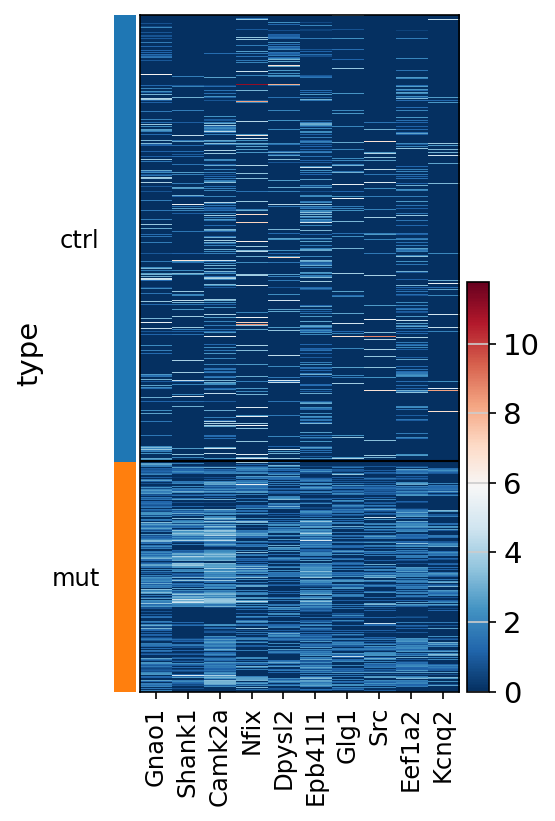 type
ctrl
mut
10
8
6
4
2
0
Gnao1
Shank1
Camk2a
Nfix
Dpysl2
Epb41l1
Glg1
Src
Eef1a2
Kcnq2